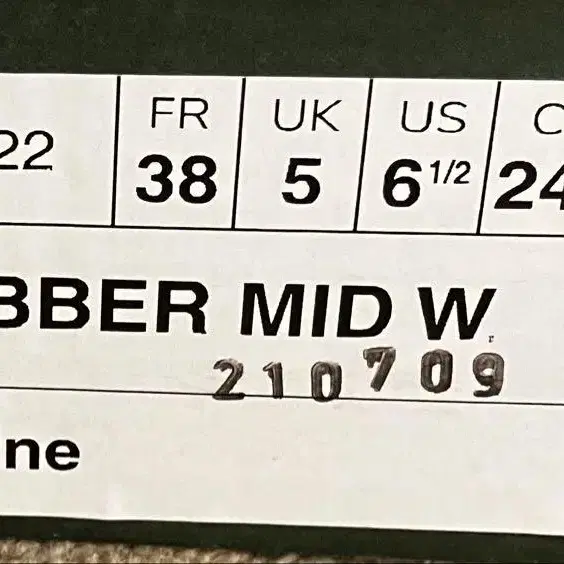 22 FR UK US C
38 5 6 1/2 24
BBER MID W
210709
ne